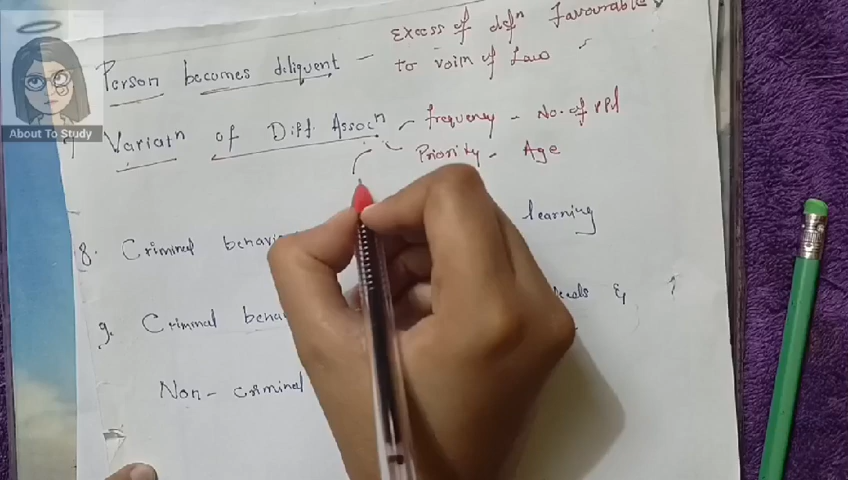 Excess of defn favourable
Person becomes deliquent - to voim of Law
About To Study
Variatn of Diff. Assocn - frequency - No. of ppl
Priority - Age
8. Criminal behavi learning
9. Criminal behav &
Non-criminal